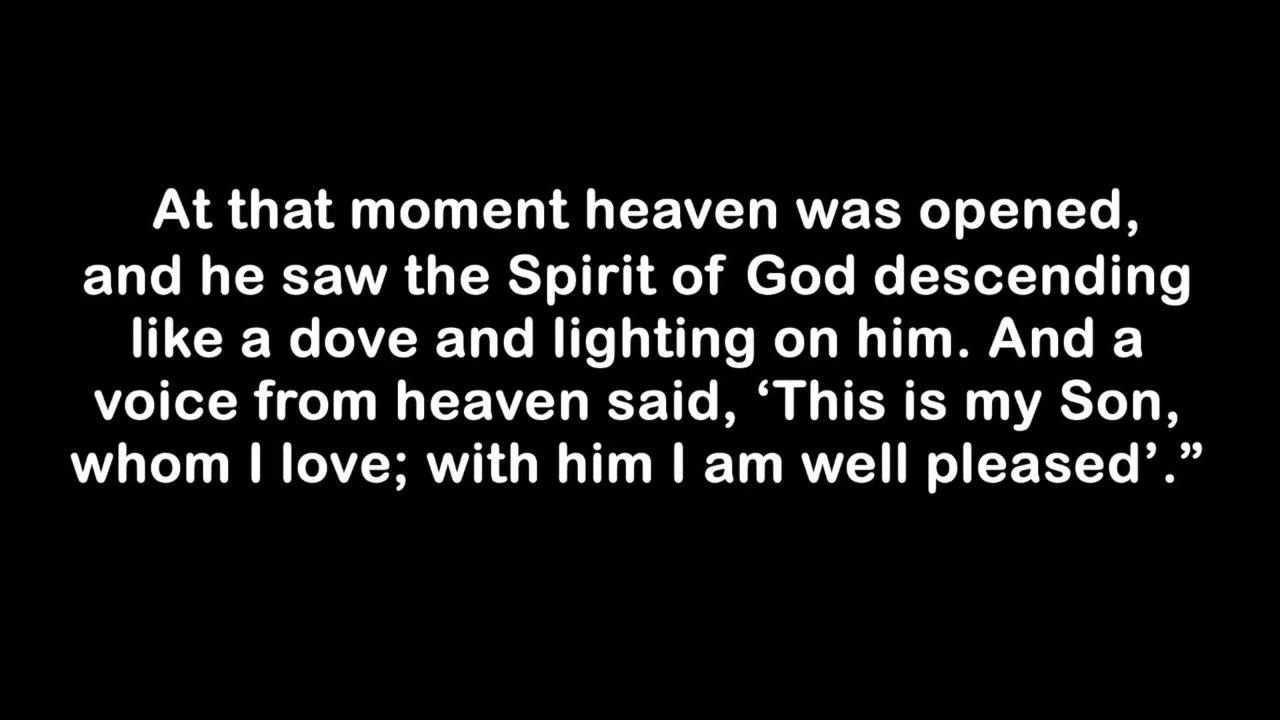 At that moment heaven was opened,
and he saw the Spirit of God descending
like a dove and lighting on him. And a
voice from heaven said, ‘This is my Son,
whom I love; with him I am well pleased’.”